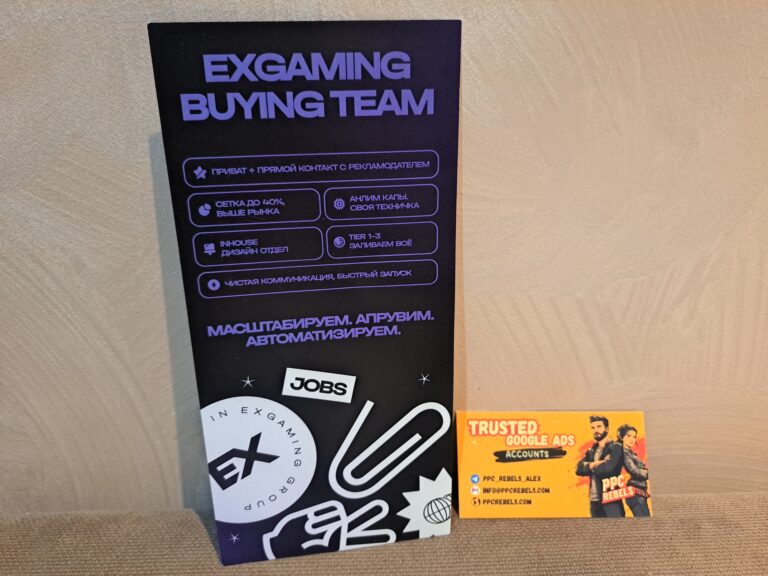 EXGAMING
BUYING TEAM
ПРИВАТ + ПРЯМОЙ КОНТАКТ С РЕКЛАМОДАТЕЛЕМ
СЕТКА ДО 40%,
ВЫШЕ РЫНКА
АНЛИМ КАПЫ.
СВОЯ ТЕХНИЧКА
INHOUSE
ДИЗАЙН ОТДЕЛ
TIER 1-3
ЗАЛИВАЕМ ВСЁ!
ЧИСТАЯ КОММУНИКАЦИЯ, БЫСТРЫЙ ЗАПУСК
МАСШТАБИРУЕМ. АПРУВИМ.
АВТОМАТИЗИРУЕМ.
JOBS
IN EXGAMING GROUP
EX
TRUSTED
GOOGLE ADS
ACCOUNTS
PPC_REBELS_ALEX
INFO@PPCREBELS.COM
PPCREBELS.COM
PPC
REBELS